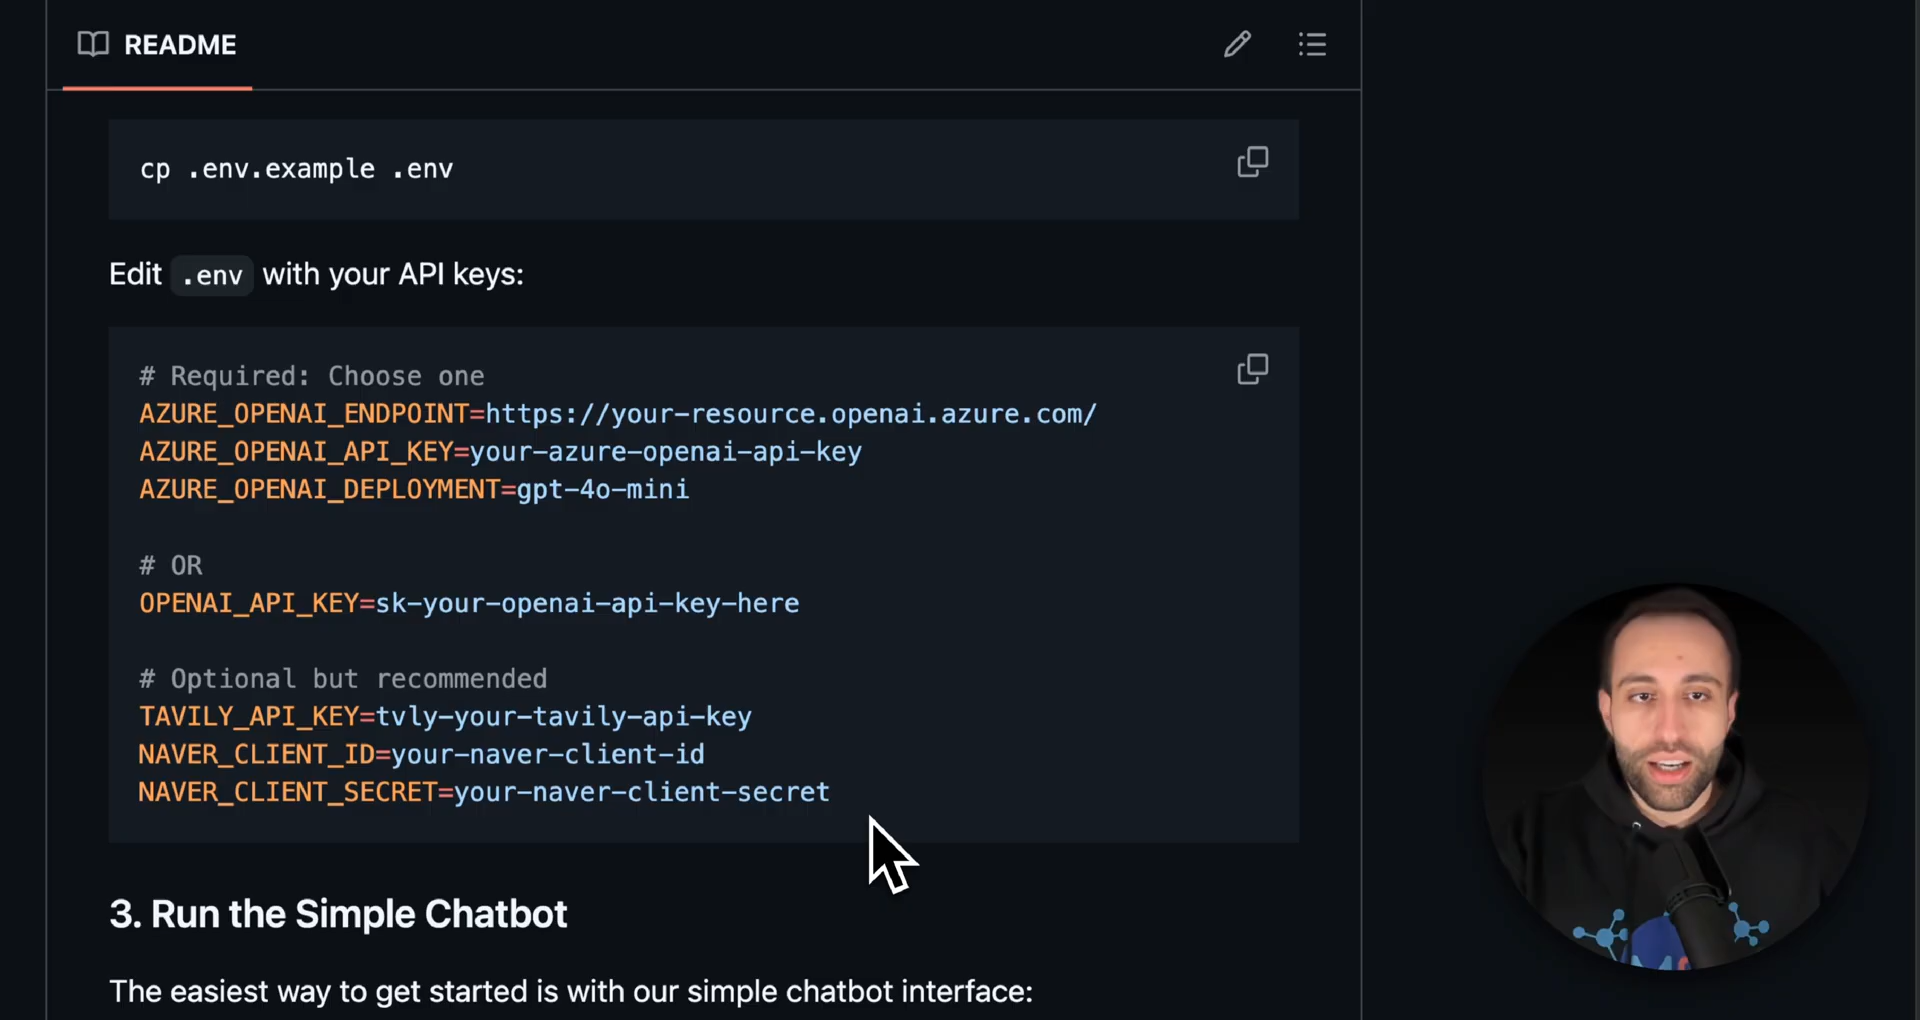 README
cp .env.example .env
Edit .env with your API keys:
# Required: Choose one
AZURE_OPENAI_ENDPOINT=https://your-resource.openai.azure.com/
AZURE_OPENAI_API_KEY=your-azure-openai-api-key
AZURE_OPENAI_DEPLOYMENT=gpt-4o-mini
# OR
OPENAI_API_KEY=sk-your-openai-api-key-here
# Optional but recommended
TAVILY_API_KEY=tvly-your-tavily-api-key
NAVER_CLIENT_ID=your-naver-client-id
NAVER_CLIENT_SECRET=your-naver-client-secret
3. Run the Simple Chatbot
The easiest way to get started is with our simple chatbot interface: